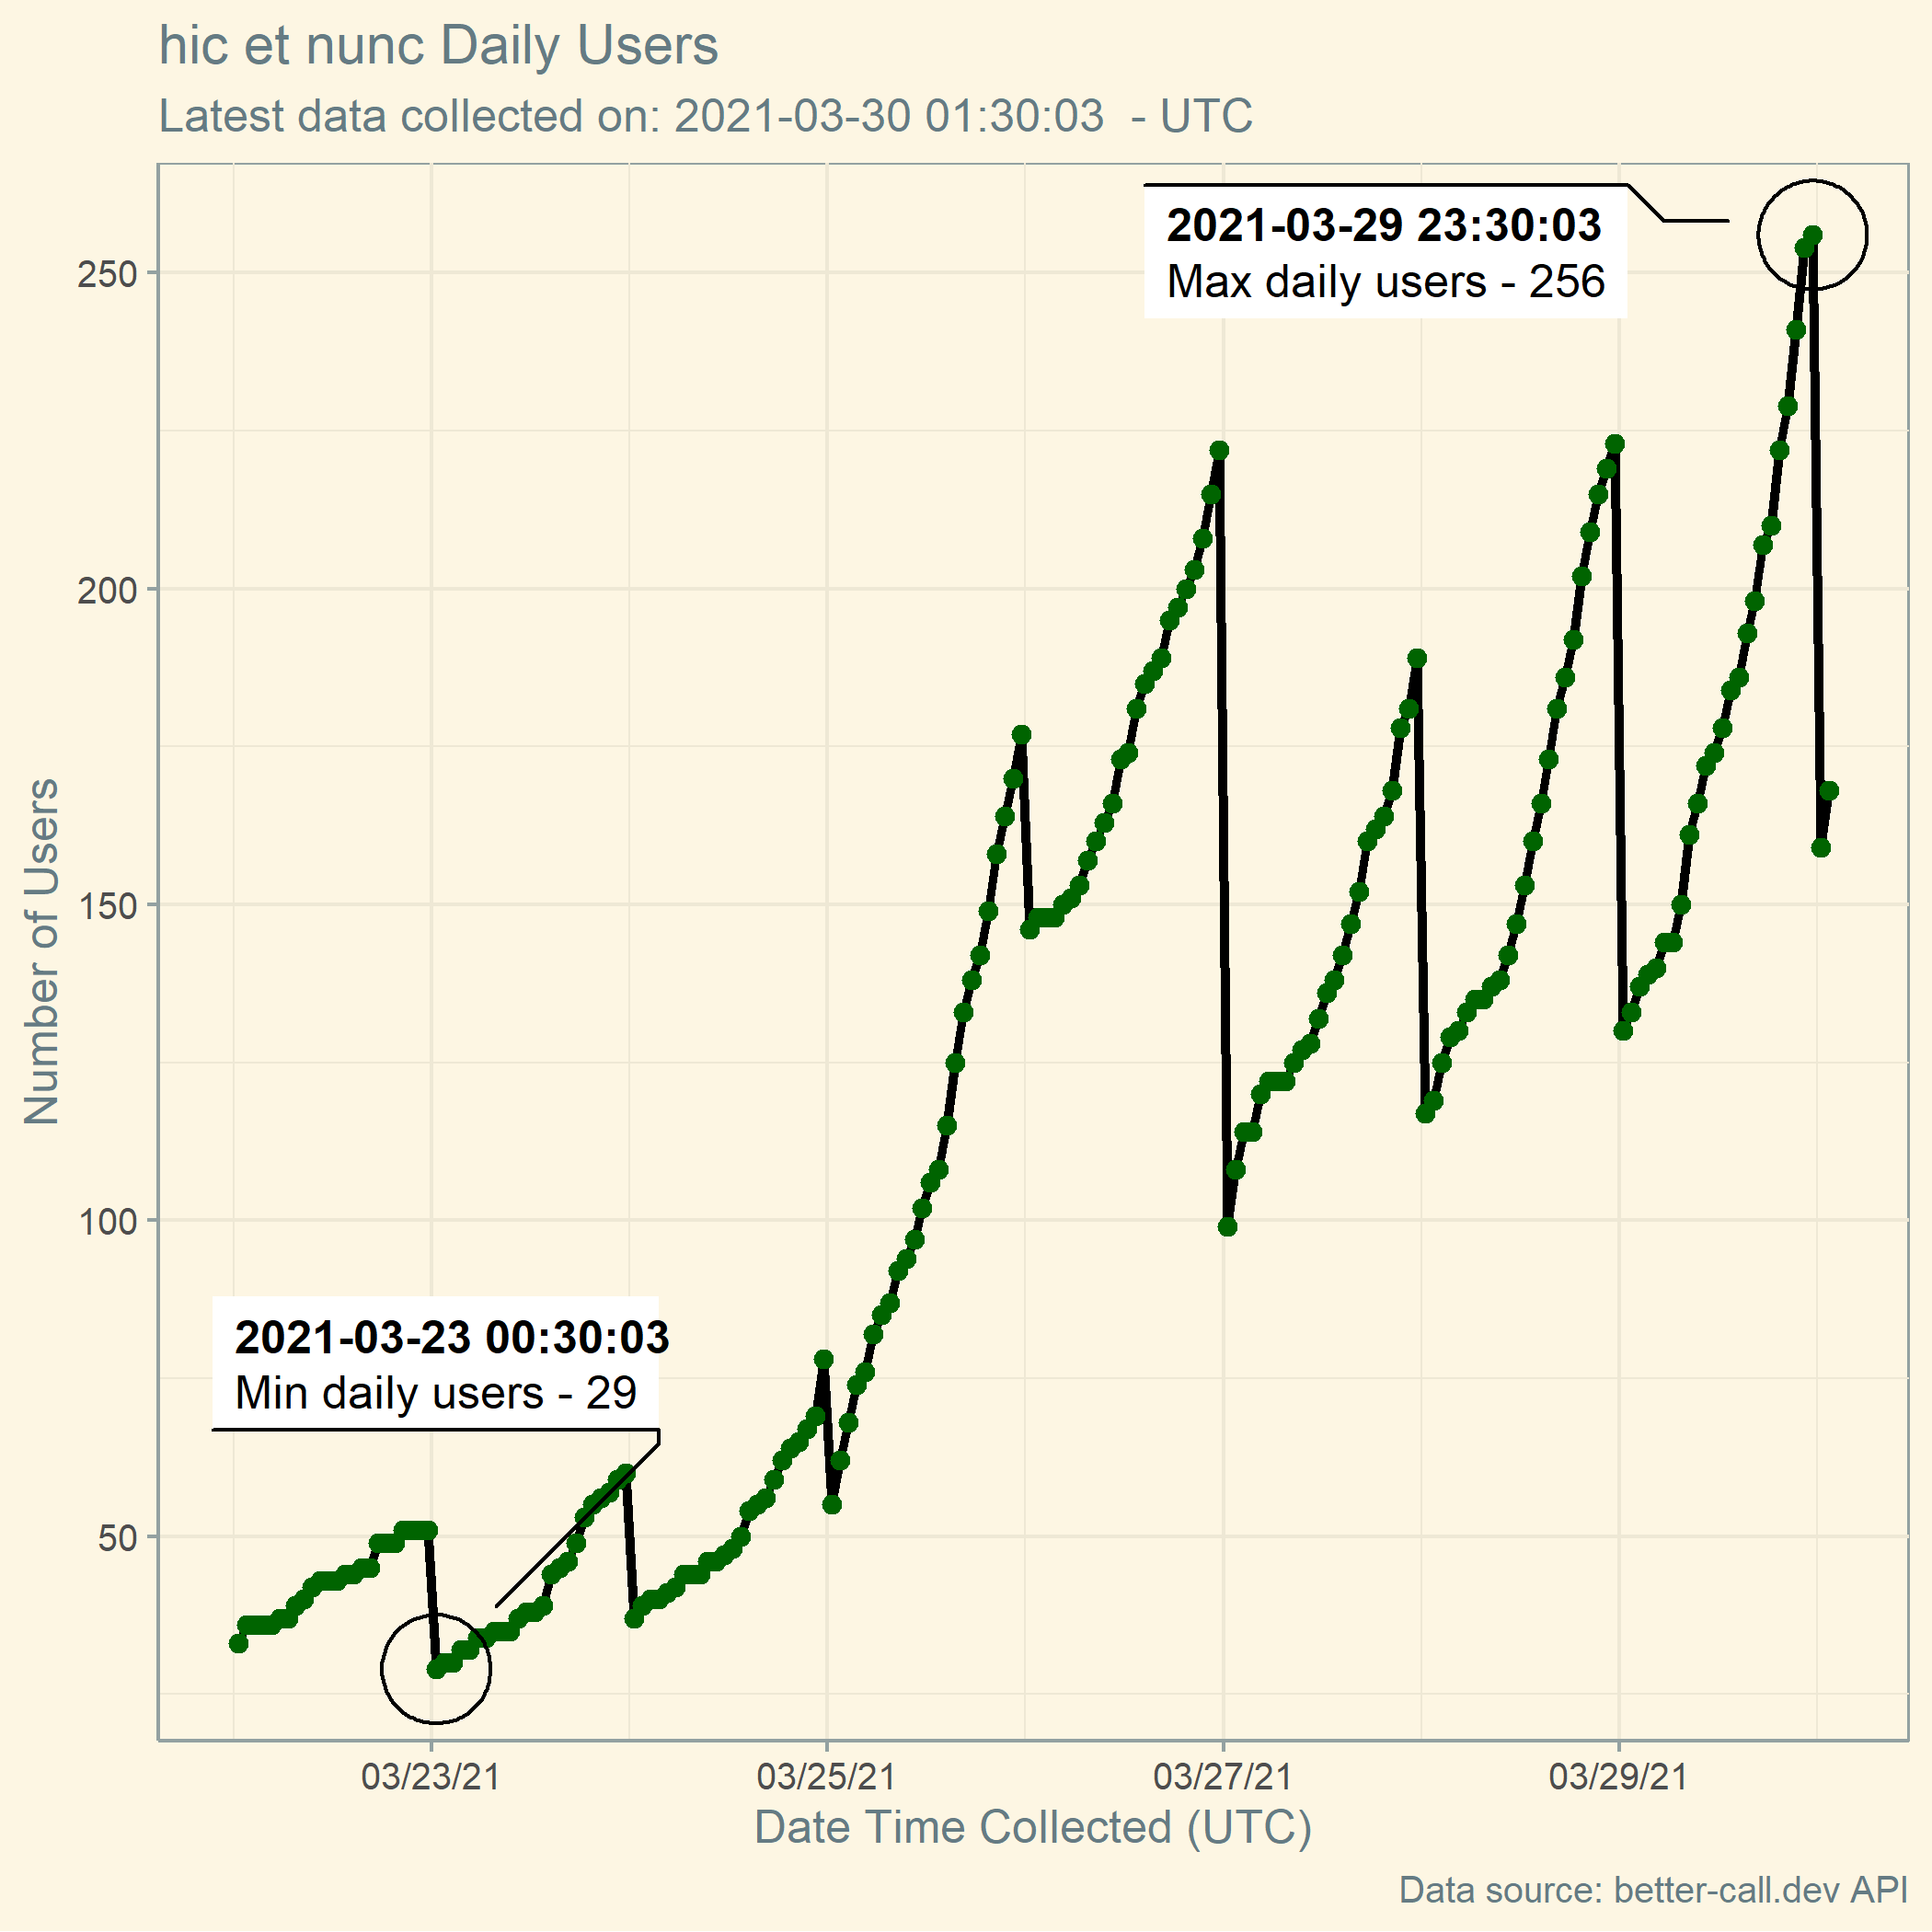 hic et nunc Daily Users
Latest data collected on: 2021-03-30 01:30:03  - UTC
2021-03-29 23:30:03
Max daily users - 256
250
200
150
100
50
Number of Users
2021-03-23 00:30:03
Min daily users - 29
03/23/21
03/25/21
03/27/21
03/29/21
Date Time Collected (UTC)
Data source: better-call.dev API